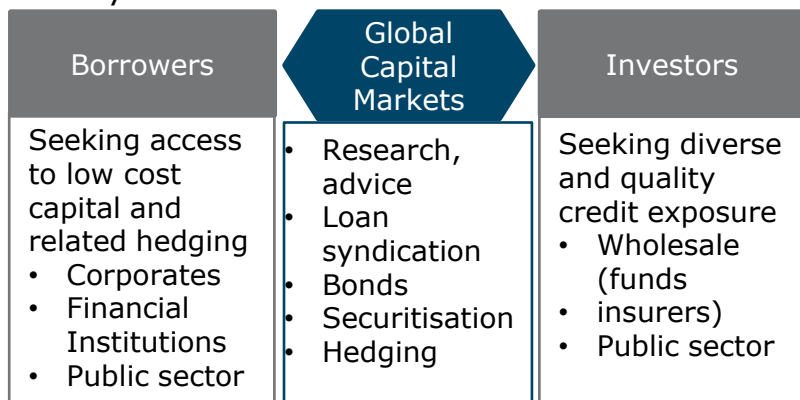 Borrowers
Seeking access
to low cost
capital and
related hedging
• Corporates
• Financial
Institutions
• Public sector
Global
Capital
Markets
• Research,
advice
• Loan
syndication
• Bonds
• Securitisation
• Hedging
Investors
Seeking diverse
and quality
credit exposure
• Wholesale
(funds
• insurers)
• Public sector